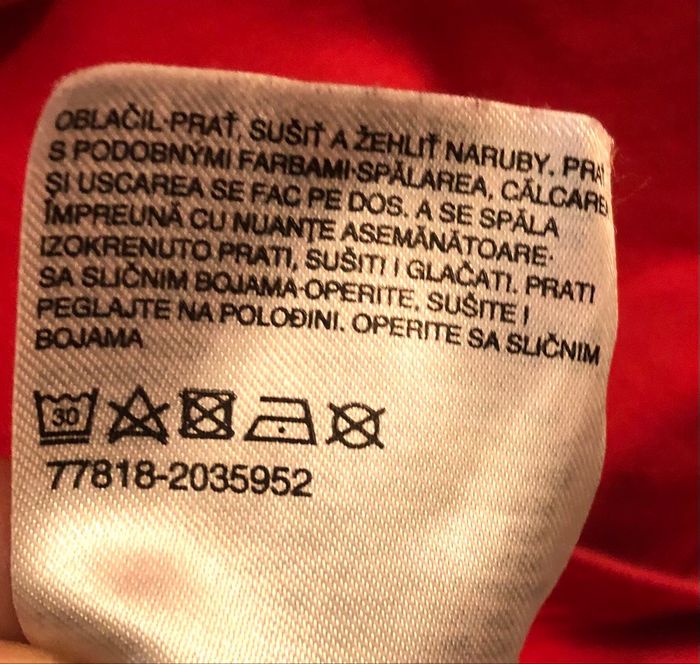 OBLAČIL·PRAŤ, SUŠIŤ A ŽEHLIŤ NARUBY. PRAŤ
S PODOBNÝMI FARBAMI·SPĂLAREA, CĂLCAREA
ȘI USCAREA SE FAC PE DOS. A SE SPĂLA
ÎMPREUNĂ CU NUANȚE ASEMĂNĂTOARE·
IZOKRENUTO PRATI, SUŠITI I GLAČATI. PRATI
SA SLIČNIM BOJAMA·OPERITE, SUŠITE I
PEGLAJTE NA POLOĐINI. OPERITE SA SLIČNIM
BOJAMA
30
77818-2035952